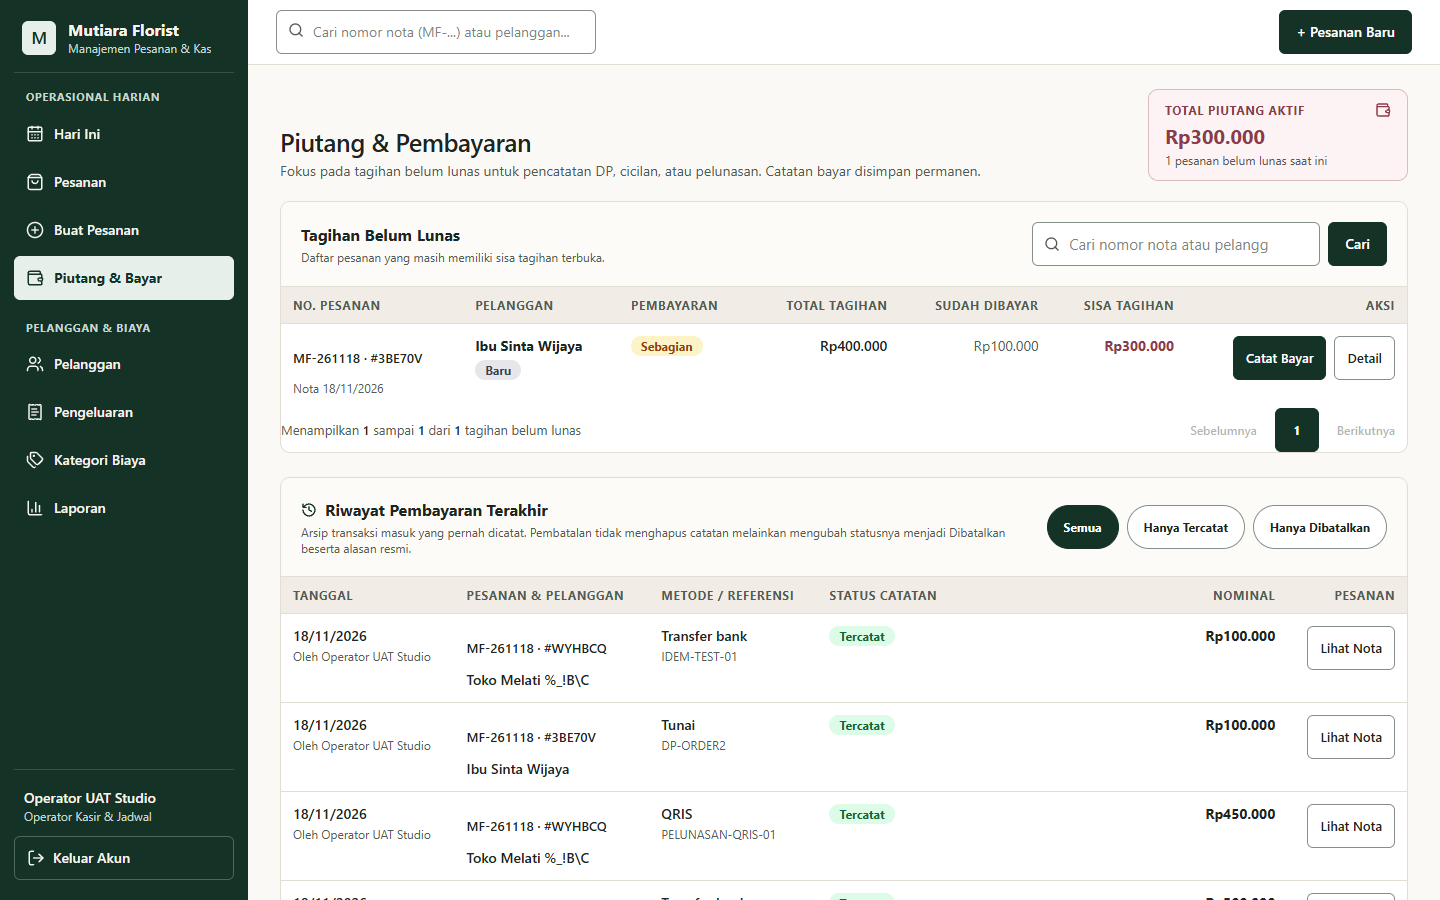 M
Mutiara Florist
Manajemen Pesanan & Kas
OPERASIONAL HARIAN
Hari Ini
Pesanan
Buat Pesanan
Piutang & Bayar
PELANGGAN & BIAYA
Pelanggan
Pengeluaran
Kategori Biaya
Laporan
Operator UAT Studio
Operator Kasir & Jadwal
Keluar Akun
Cari nomor nota (MF-...) atau pelanggan...
+ Pesanan Baru
Piutang & Pembayaran
Fokus pada tagihan belum lunas untuk pencatatan DP, cicilan, atau pelunasan. Catatan bayar disimpan permanen.
TOTAL PIUTANG AKTIF
Rp300.000
1 pesanan belum lunas saat ini
Tagihan Belum Lunas
Daftar pesanan yang masih memiliki sisa tagihan terbuka.
Cari nomor nota atau pelangg
Cari
NO. PESANAN PELANGGAN PEMBAYARAN TOTAL TAGIHAN SUDAH DIBAYAR SISA TAGIHAN AKSI
MF-261118 · #3BE70V
Nota 18/11/2026
Ibu Sinta Wijaya
Baru
Sebagian
Rp400.000
Rp100.000
Rp300.000
Catat Bayar
Detail
Menampilkan 1 sampai 1 dari 1 tagihan belum lunas
Sebelumnya 1 Berikutnya
Riwayat Pembayaran Terakhir
Arsip transaksi masuk yang pernah dicatat. Pembatalan tidak menghapus catatan melainkan mengubah statusnya menjadi Dibatalkan
beserta alasan resmi.
Semua
Hanya Tercatat
Hanya Dibatalkan
TANGGAL PESANAN & PELANGGAN METODE / REFERENSI STATUS CATATAN NOMINAL PESANAN
18/11/2026
Oleh Operator UAT Studio
MF-261118 · #WYHBCQ
Toko Melati %_!B\C
Transfer bank
IDEM-TEST-01
Tercatat
Rp100.000
Lihat Nota
18/11/2026
Oleh Operator UAT Studio
MF-261118 · #3BE70V
Ibu Sinta Wijaya
Tunai
DP-ORDER2
Tercatat
Rp100.000
Lihat Nota
18/11/2026
Oleh Operator UAT Studio
MF-261118 · #WYHBCQ
Toko Melati %_!B\C
QRIS
PELUNASAN-QRIS-01
Tercatat
Rp450.000
Lihat Nota